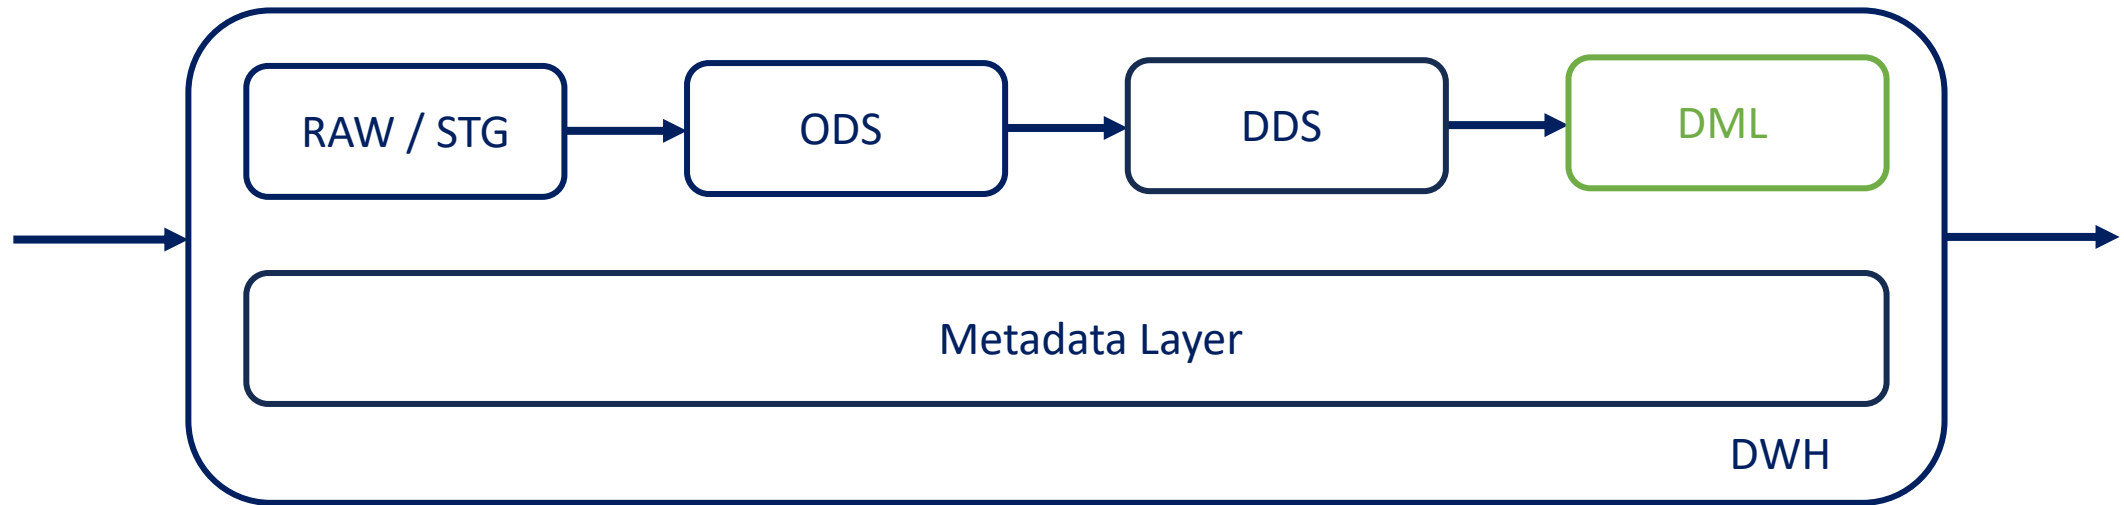 RAW / STG
ODS
DDS
DML
Metadata Layer
DWH